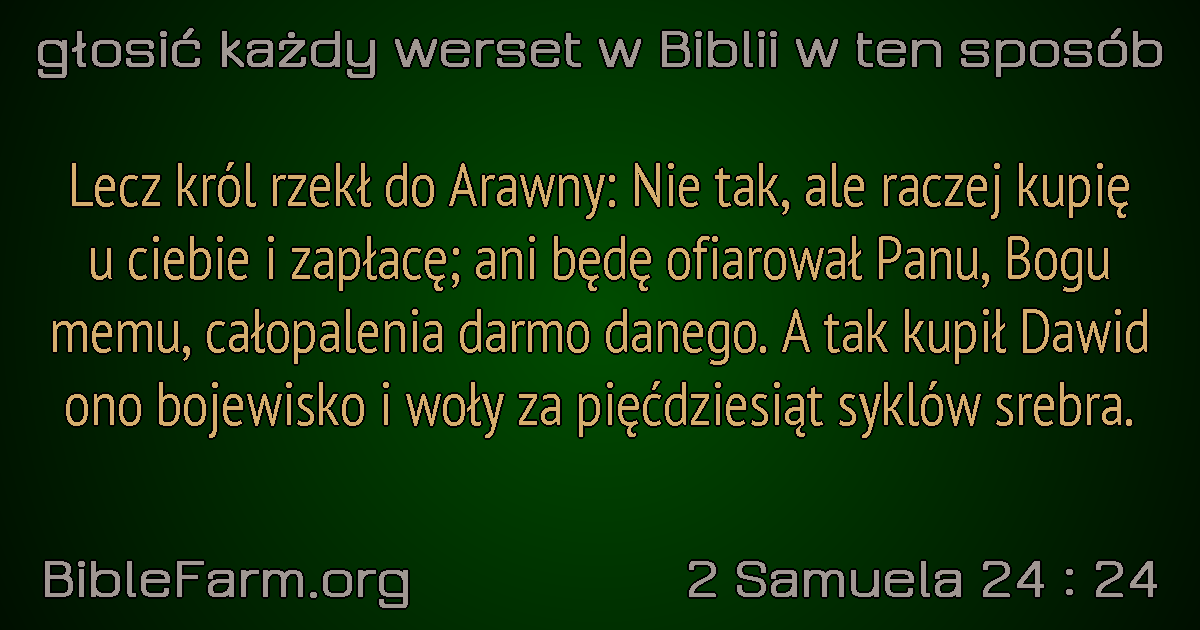 głosić każdy werset w Biblii w ten sposób
Lecz król rzekł do Arawny: Nie tak, ale raczej kupię
u ciebie i zapłacę; ani będę ofiarował Panu, Bogu
memu, całopalenia darmo danego. A tak kupił Dawid
ono bojewisko i woły za pięćdziesiąt syklów srebra.
BibleFarm.org
2 Samuela 24 : 24